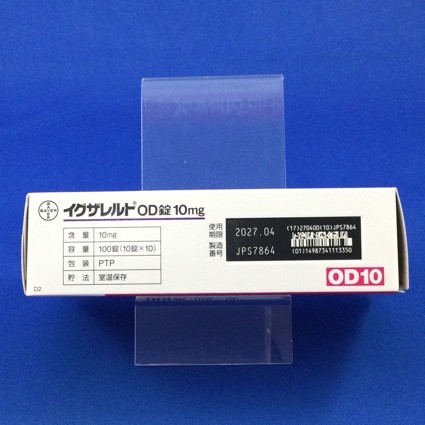 BAYER
イグザレルト® OD錠10mg
含 量 10mg
容 量 100錠(10錠×10)
包 装 PTP
貯 法 室温保存
使用期限 2027.04
製造番号 JPS7864
(17)270400(10)JPS7864
(01)14987341113350
OD10
D2